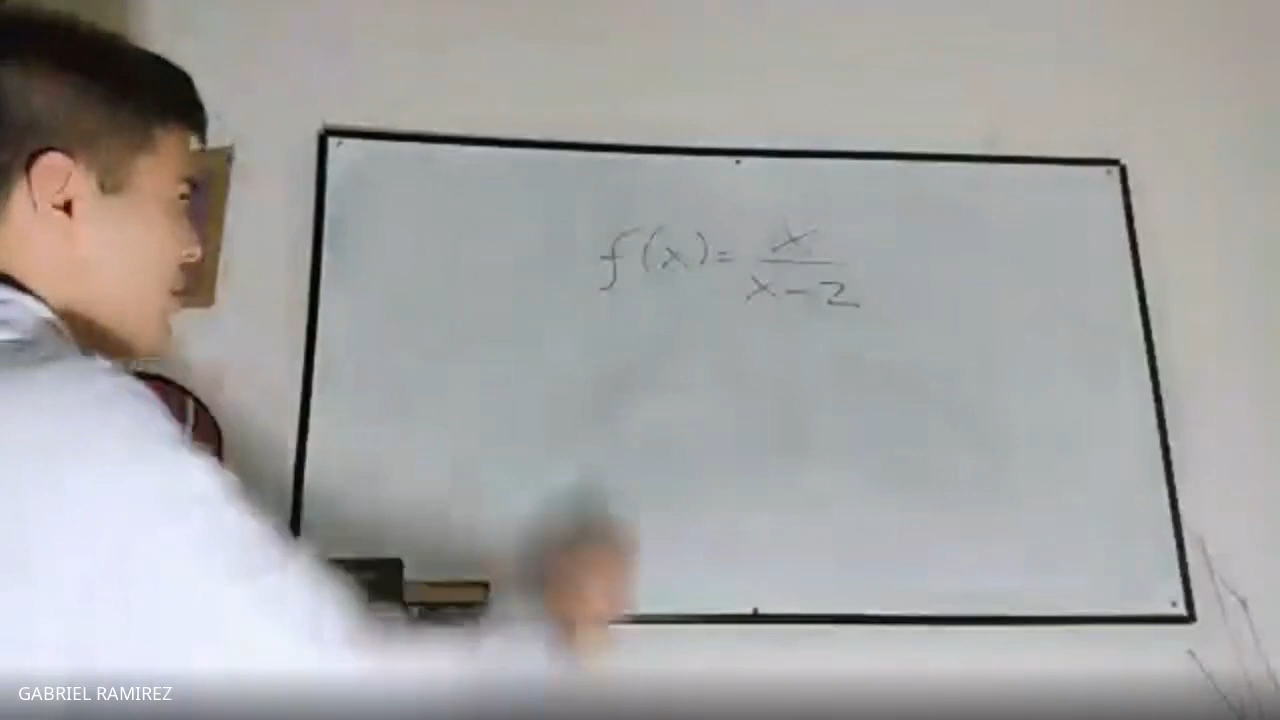 f(x) = x / x-2
GABRIEL RAMIREZ